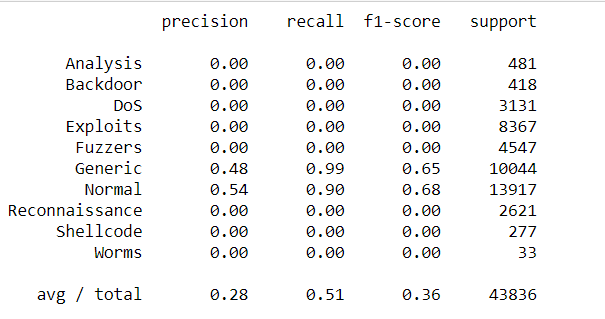 precision recall f1-score support
Analysis 0.00 0.00 0.00 481
Backdoor 0.00 0.00 0.00 418
DoS 0.00 0.00 0.00 3131
Exploits 0.00 0.00 0.00 8367
Fuzzers 0.00 0.00 0.00 4547
Generic 0.48 0.99 0.65 10044
Normal 0.54 0.90 0.68 13917
Reconnaissance 0.00 0.00 0.00 2621
Shellcode 0.00 0.00 0.00 277
Worms 0.00 0.00 0.00 33
avg / total 0.28 0.51 0.36 43836